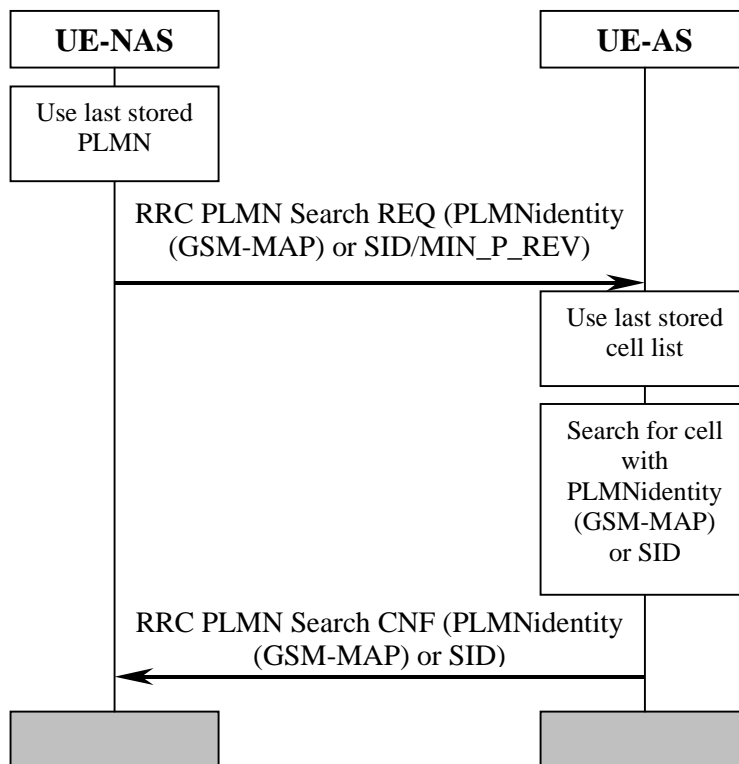 UE-NAS
UE-AS
Use last stored
PLMN
RRC PLMN Search REQ (PLMNidentity
(GSM-MAP) or SID/MIN_P_REV)
Use last stored
cell list
Search for cell
with
PLMNidentity
(GSM-MAP)
or SID
RRC PLMN Search CNF (PLMNidentity
(GSM-MAP) or SID)